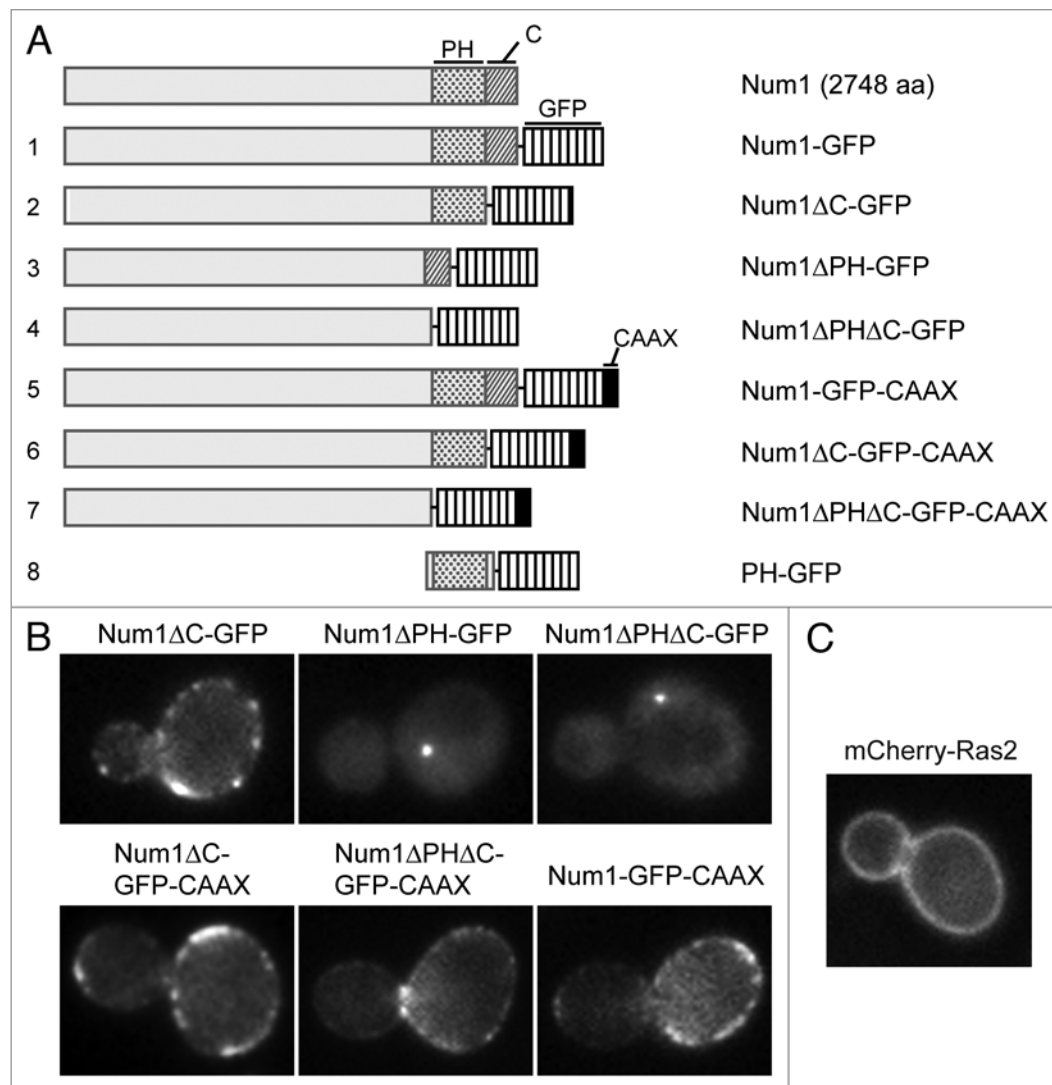 A
PH
C
Num1 (2748 aa)
GFP
1
Num1-GFP
2
Num1ΔC-GFP
3
Num1ΔPH-GFP
4
Num1ΔPHΔC-GFP
CAAX
5
Num1-GFP-CAAX
6
Num1ΔC-GFP-CAAX
7
Num1ΔPHΔC-GFP-CAAX
8
PH-GFP
B
Num1ΔC-GFP
Num1ΔPH-GFP
Num1ΔPHΔC-GFP
Num1ΔC-
GFP-CAAX
Num1ΔPHΔC-
GFP-CAAX
Num1-GFP-CAAX
C
mCherry-Ras2